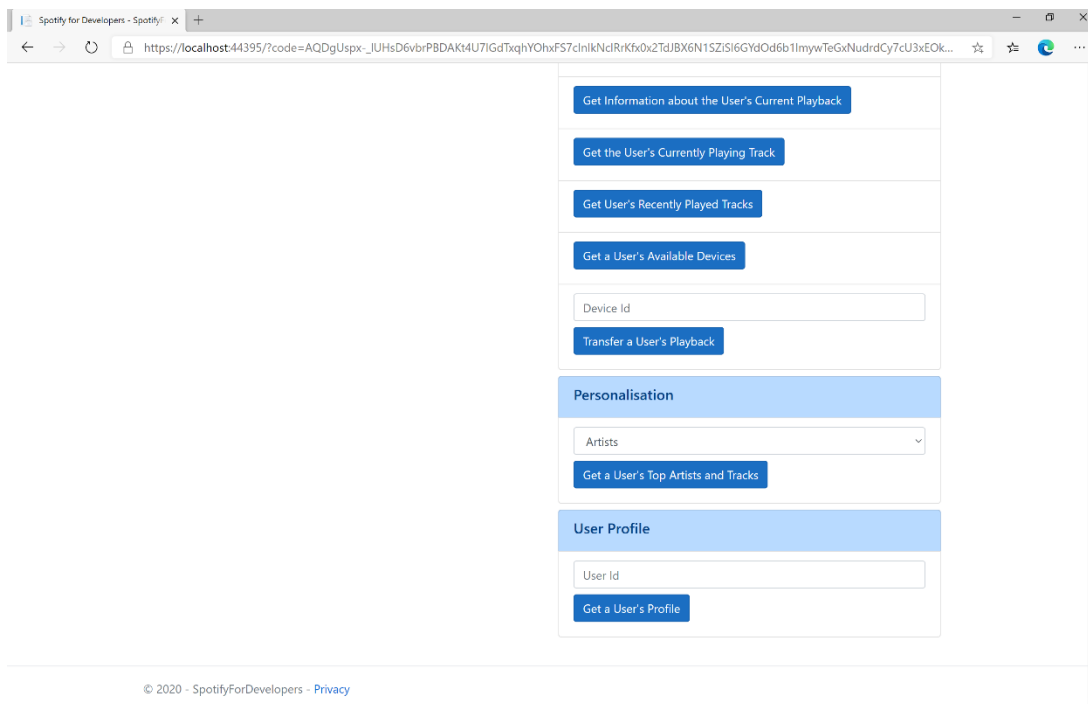 Spotify for Developers - Spotify
https://localhost:44395/?code=
Get Information about the User's Current Playback
Get the User's Currently Playing Track
Get User's Recently Played Tracks
Get a User's Available Devices
Device Id
Transfer a User's Playback
Personalisation
Artists
Get a User's Top Artists and Tracks
User Profile
User Id
Get a User's Profile
© 2020 - SpotifyForDevelopers - Privacy